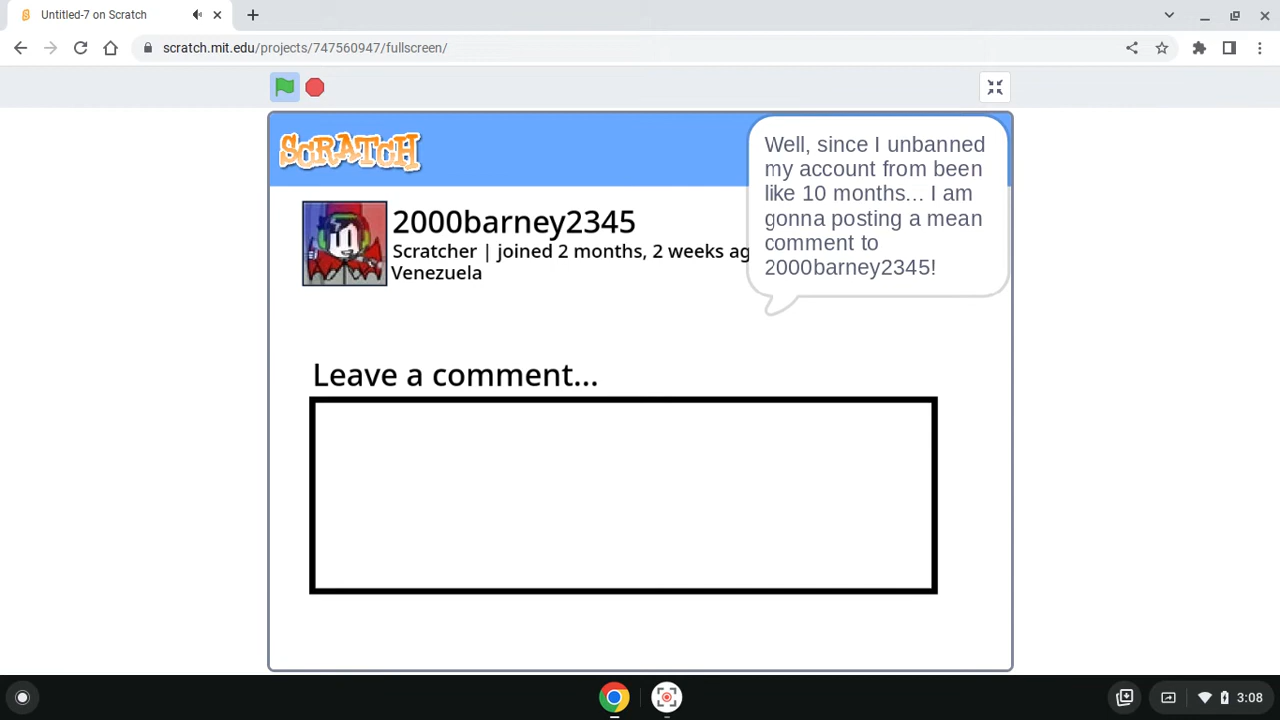 Untitled-7 on Scratch
scratch.mit.edu/projects/747560947/fullscreen/
SCRATCH
Well, since I unbanned
my account from been
like 10 months... I am
gonna posting a mean
comment to
2000barney2345!
2000barney2345
Scratcher | joined 2 months, 2 weeks ag
Venezuela
Leave a comment...
3:08